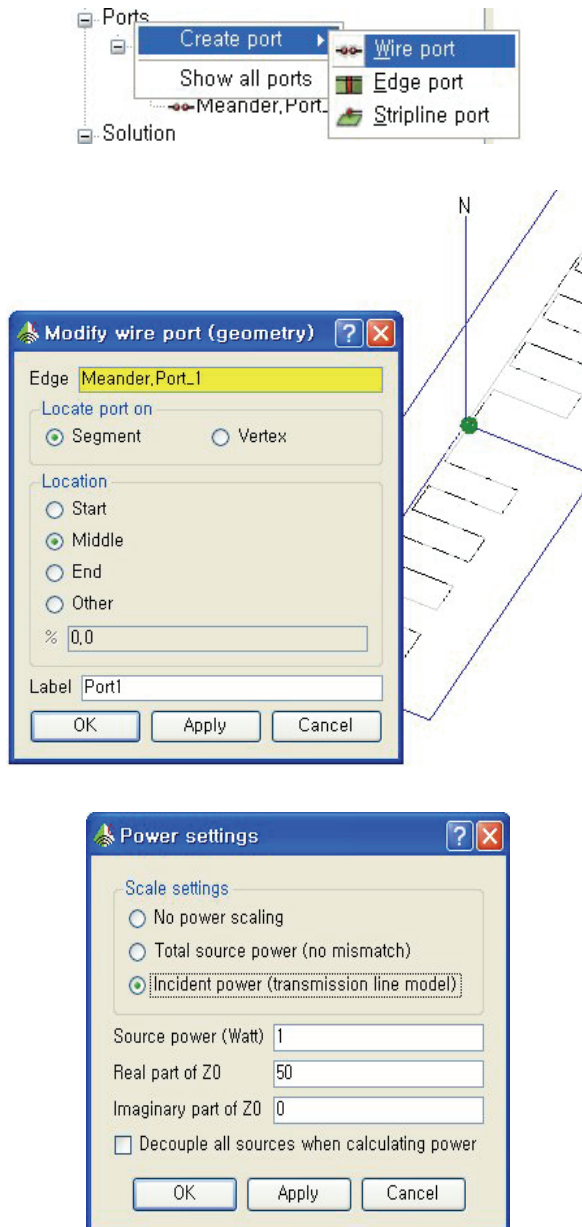 Ports
Create port
Wire port
Edge port
Show all ports
Stripline port
Meander,Port_
Solution
N
Modify wire port (geometry)
Edge Meander,Port_1
Locate port on
Segment Vertex
Location
Start
Middle
End
Other
% 0,0
Label Port1
OK Apply Cancel
Power settings
Scale settings
No power scaling
Total source power (no mismatch)
Incident power (transmission line model)
Source power (Watt) 1
Real part of Z0 50
Imaginary part of Z0 0
Decouple all sources when calculating power
OK Apply Cancel